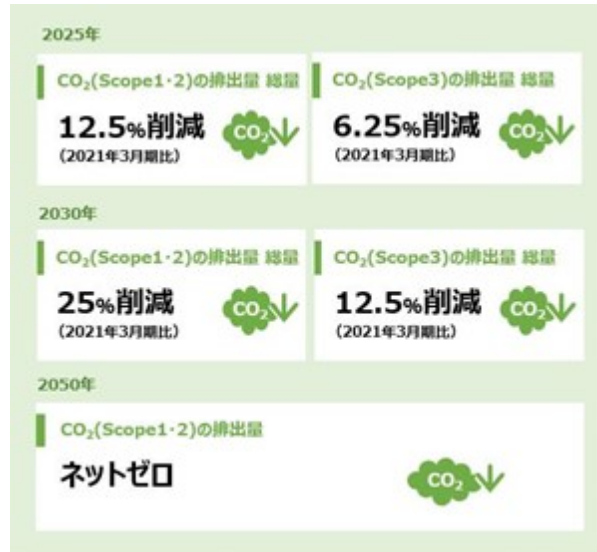 2025年
CO₂(Scope1・2)の排出量 総量
12.5%削減
(2021年3月期比)
CO₂
CO₂(Scope3)の排出量 総量
6.25%削減
(2021年3月期比)
CO₂
2030年
CO₂(Scope1・2)の排出量 総量
25%削減
(2021年3月期比)
CO₂
CO₂(Scope3)の排出量 総量
12.5%削減
(2021年3月期比)
CO₂
2050年
CO₂(Scope1・2)の排出量
ネットゼロ
CO₂